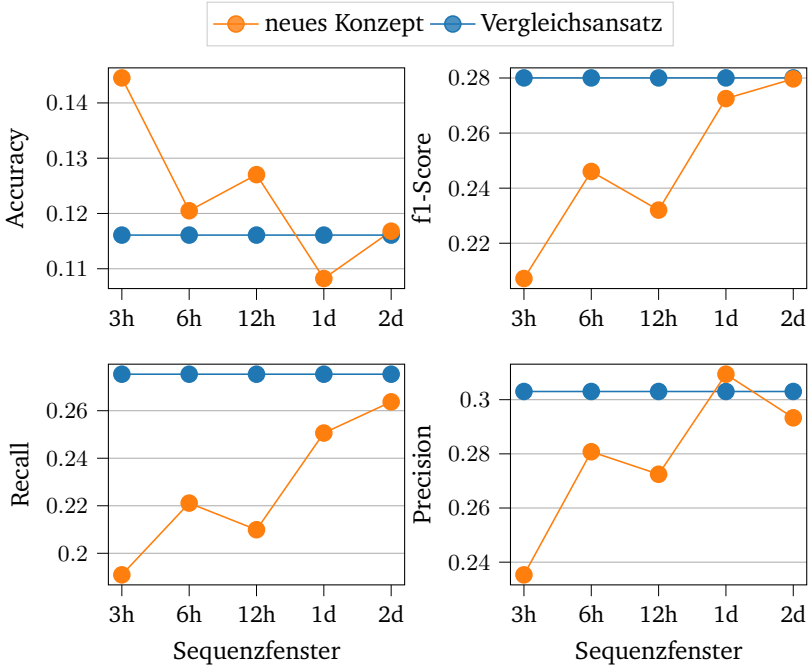 neues Konzept Vergleichsansatz
Accuracy
0.14
0.13
0.12
0.11
3h 6h 12h 1d 2d
f1-Score
0.28
0.26
0.24
0.22
3h 6h 12h 1d 2d
Recall
0.26
0.24
0.22
0.2
3h 6h 12h 1d 2d
Sequenzfenster
Precision
0.3
0.28
0.26
0.24
3h 6h 12h 1d 2d
Sequenzfenster